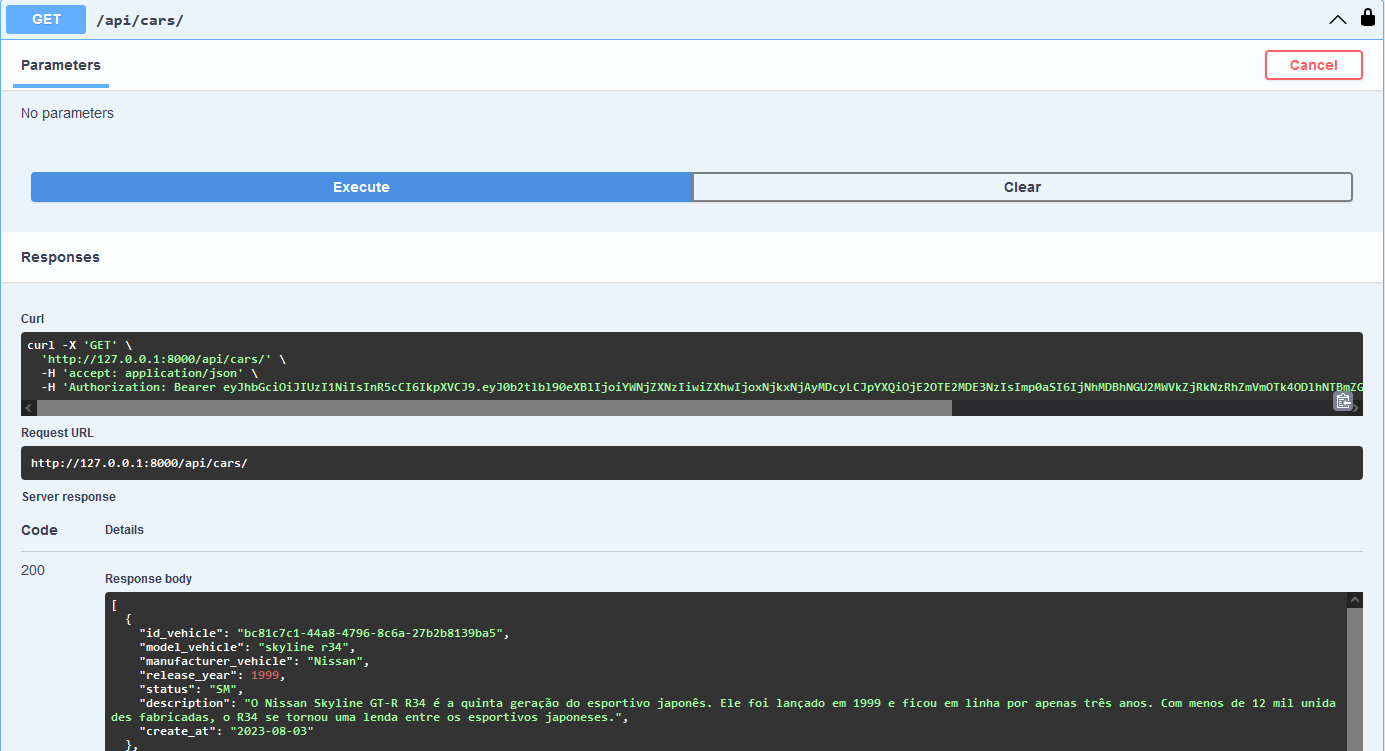 GET /api/cars/
Parameters
Cancel
No parameters
Execute
Clear
Responses
Curl
curl -X 'GET' \
'http://127.0.0.1:8000/api/cars/' \
-H 'accept: application/json' \
-H 'Authorization: Bearer eyJhbGciOiJIUzI1NiIsInR5cCI6IkpXVCJ9.eyJ0b2tlbl90eXBlIjoiYWNjZXNzIiwiZXhwIjoxNjkxNjAyMDcyLCJpYXQiOjE2OTE2MDE3NzIsImp0aSI6IjNhMDBhNGU2MWVkZjRkNzRhZmVmOTk4ODlhNTBmZG
Request URL
http://127.0.0.1:8000/api/cars/
Server response
Code
Details
200
Response body
[
{
"id_vehicle": "bc81c7c1-44a8-4796-8c6a-27b2b8139ba5",
"model_vehicle": "skyline r34",
"manufacturer_vehicle": "Nissan",
"release_year": 1999,
"status": "SM",
"description": "O Nissan Skyline GT-R R34 é a quinta geração do esportivo japonês. Ele foi lançado em 1999 e ficou em linha por apenas três anos. Com menos de 12 mil unida
des fabricadas, o R34 se tornou uma lenda entre os esportivos japoneses.",
"create_at": "2023-08-03"
},